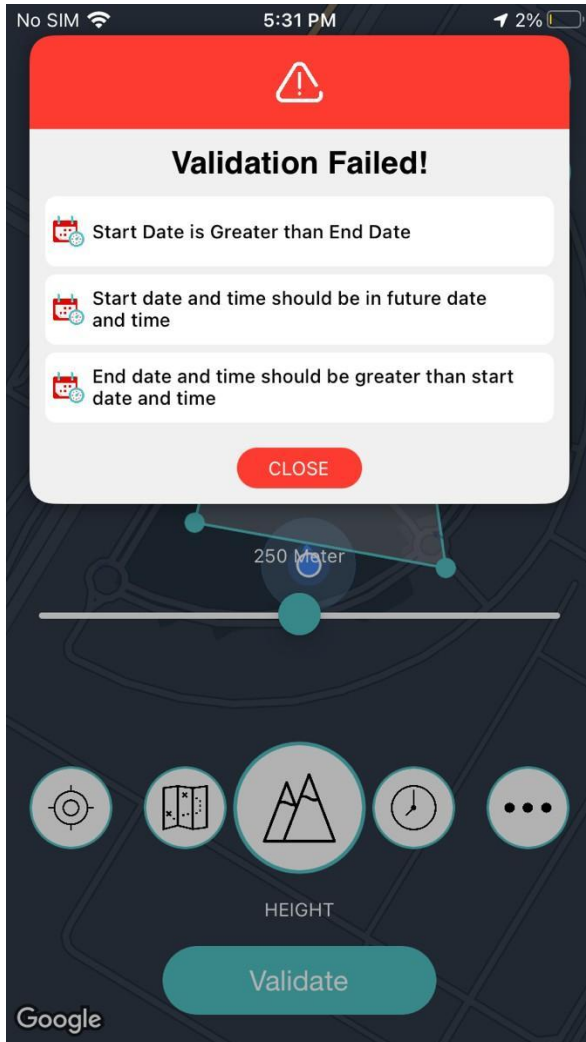 No SIM 5:31 PM 2%
Validation Failed!
Start Date is Greater than End Date
Start date and time should be in future date
and time
End date and time should be greater than start
date and time
CLOSE
250 Meter
HEIGHT
Validate
Google